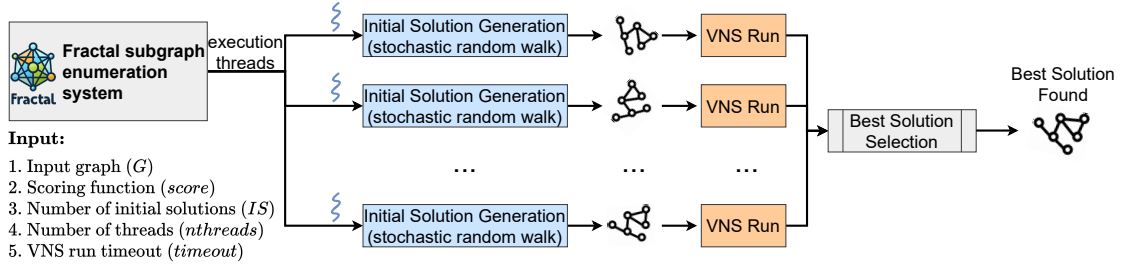 Fractal subgraph
enumeration
system
Fractal
execution
threads
Input:
1. Input graph (G)
2. Scoring function (score)
3. Number of initial solutions (IS)
4. Number of threads (nthreads)
5. VNS run timeout (timeout)
Initial Solution Generation
(stochastic random walk)
VNS Run
Initial Solution Generation
(stochastic random walk)
VNS Run
... ... ...
Initial Solution Generation
(stochastic random walk)
VNS Run
Best Solution
Selection
Best Solution
Found